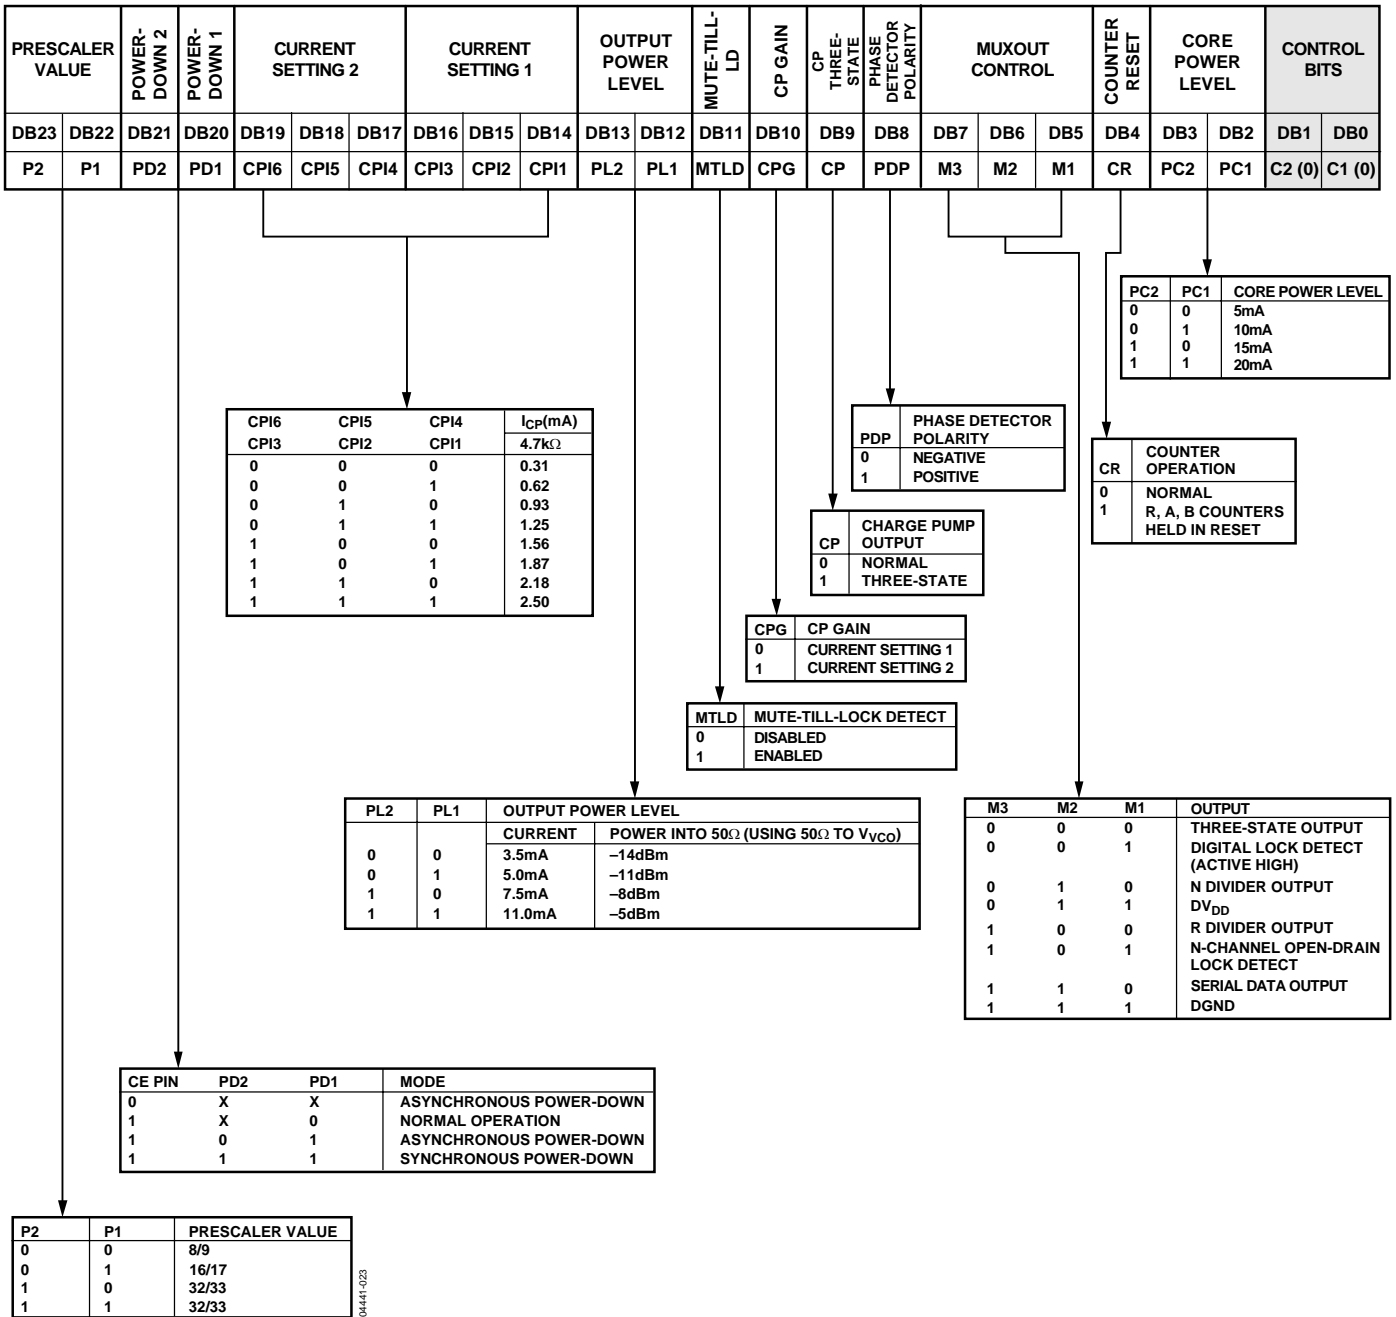 PRESCALER VALUE POWER-DOWN 2 POWER-DOWN 1 CURRENT SETTING 2 CURRENT SETTING 1 OUTPUT POWER LEVEL MUTE-TILL-LD CP GAIN CP THREE-STATE PHASE DETECTOR POLARITY MUXOUT CONTROL COUNTER RESET CORE POWER LEVEL CONTROL BITS
DB23 DB22 DB21 DB20 DB19 DB18 DB17 DB16 DB15 DB14 DB13 DB12 DB11 DB10 DB9 DB8 DB7 DB6 DB5 DB4 DB3 DB2 DB1 DB0
P2 P1 PD2 PD1 CPI6 CPI5 CPI4 CPI3 CPI2 CPI1 PL2 PL1 MTLD CPG CP PDP M3 M2 M1 CR PC2 PC1 C2 (0) C1 (0)
PC2 PC1 CORE POWER LEVEL
0 0 5mA
0 1 10mA
1 0 15mA
1 1 20mA
CPI6 CPI5 CPI4 ICP(mA)
CPI3 CPI2 CPI1 4.7kΩ
0 0 0 0.31
0 0 1 0.62
0 1 0 0.93
0 1 1 1.25
1 0 0 1.56
1 0 1 1.87
1 1 0 2.18
1 1 1 2.50
PHASE DETECTOR
PDP POLARITY
0 NEGATIVE
1 POSITIVE
COUNTER
CR OPERATION
0 NORMAL
1 R, A, B COUNTERS
HELD IN RESET
CHARGE PUMP
CP OUTPUT
0 NORMAL
1 THREE-STATE
CPG CP GAIN
0 CURRENT SETTING 1
1 CURRENT SETTING 2
MTLD MUTE-TILL-LOCK DETECT
0 DISABLED
1 ENABLED
PL2 PL1 OUTPUT POWER LEVEL
CURRENT POWER INTO 50Ω (USING 50Ω TO VVCO)
0 0 3.5mA –14dBm
0 1 5.0mA –11dBm
1 0 7.5mA –8dBm
1 1 11.0mA –5dBm
M3 M2 M1 OUTPUT
0 0 0 THREE-STATE OUTPUT
0 0 1 DIGITAL LOCK DETECT
(ACTIVE HIGH)
0 1 0 N DIVIDER OUTPUT
0 1 1 DVDD
1 0 0 R DIVIDER OUTPUT
1 0 1 N-CHANNEL OPEN-DRAIN
LOCK DETECT
1 1 0 SERIAL DATA OUTPUT
1 1 1 DGND
CE PIN PD2 PD1 MODE
0 X X ASYNCHRONOUS POWER-DOWN
1 X 0 NORMAL OPERATION
1 0 1 ASYNCHRONOUS POWER-DOWN
1 1 1 SYNCHRONOUS POWER-DOWN
P2 P1 PRESCALER VALUE
0 0 8/9
0 1 16/17
1 0 32/33
1 1 32/33
04441-023